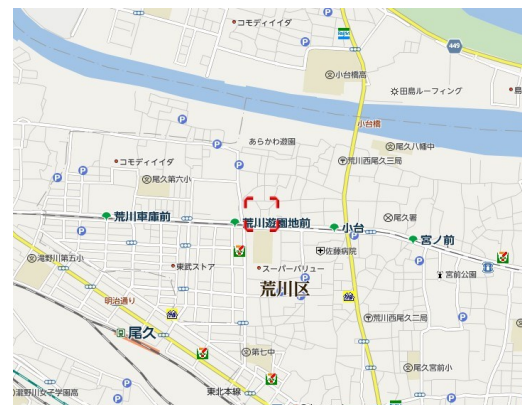 コモディイイダ
449
小台橋高
田島ルーフィング
小台橋
あらかわ遊園
尾久八幡中
コモディイイダ
荒川西尾久三局
尾久第六小
荒川車庫前
荒川遊園地前
小台
尾久署
宮ノ前
滝野川第五小
東武ストア
スーパーバリュー
佐藤病院
宮前公園
荒川区
明治通り
尾久
荒川西尾久二局
第七中
尾久宮前小
東北本線
瀧野川女子学園高